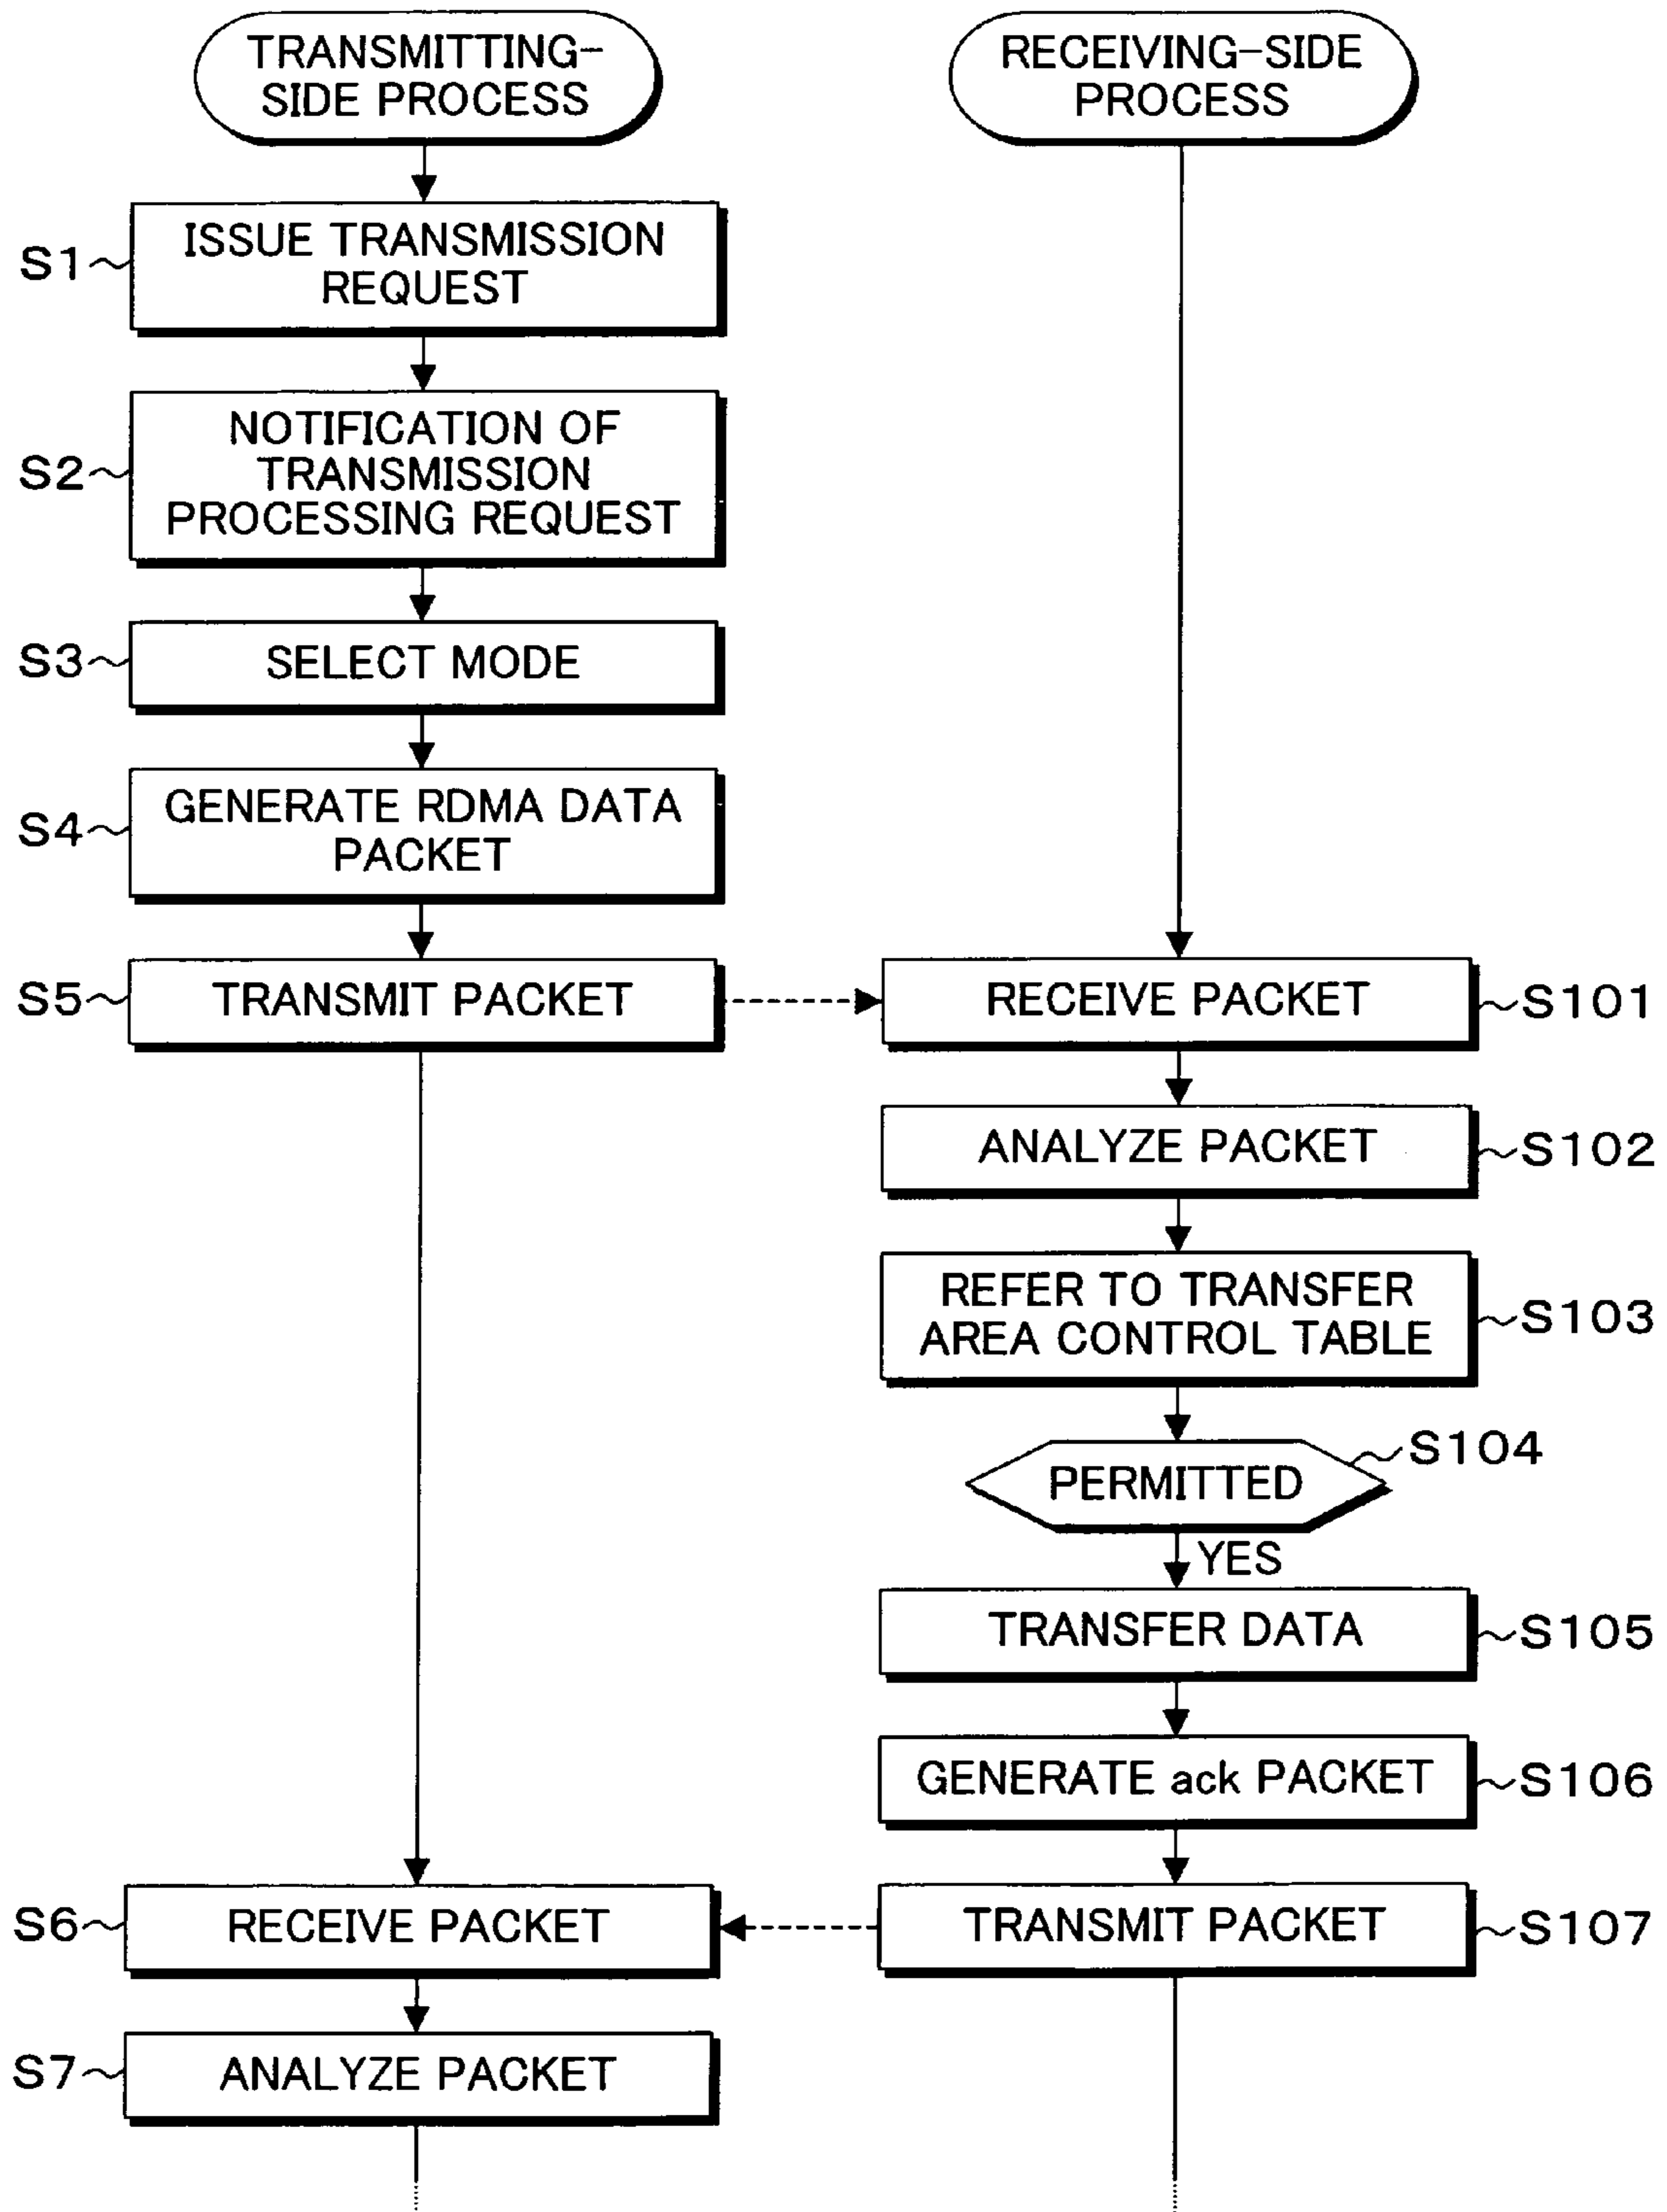 TRANSMITTING-
SIDE PROCESS
RECEIVING-SIDE
PROCESS
S1
ISSUE TRANSMISSION
REQUEST
S2
NOTIFICATION OF
TRANSMISSION
PROCESSING REQUEST
S3
SELECT MODE
S4
GENERATE RDMA DATA
PACKET
S5
TRANSMIT PACKET
RECEIVE PACKET
S101
ANALYZE PACKET
S102
REFER TO TRANSFER
AREA CONTROL TABLE
S103
PERMITTED
S104
YES
TRANSFER DATA
S105
GENERATE ack PACKET
S106
S6
RECEIVE PACKET
TRANSMIT PACKET
S107
S7
ANALYZE PACKET